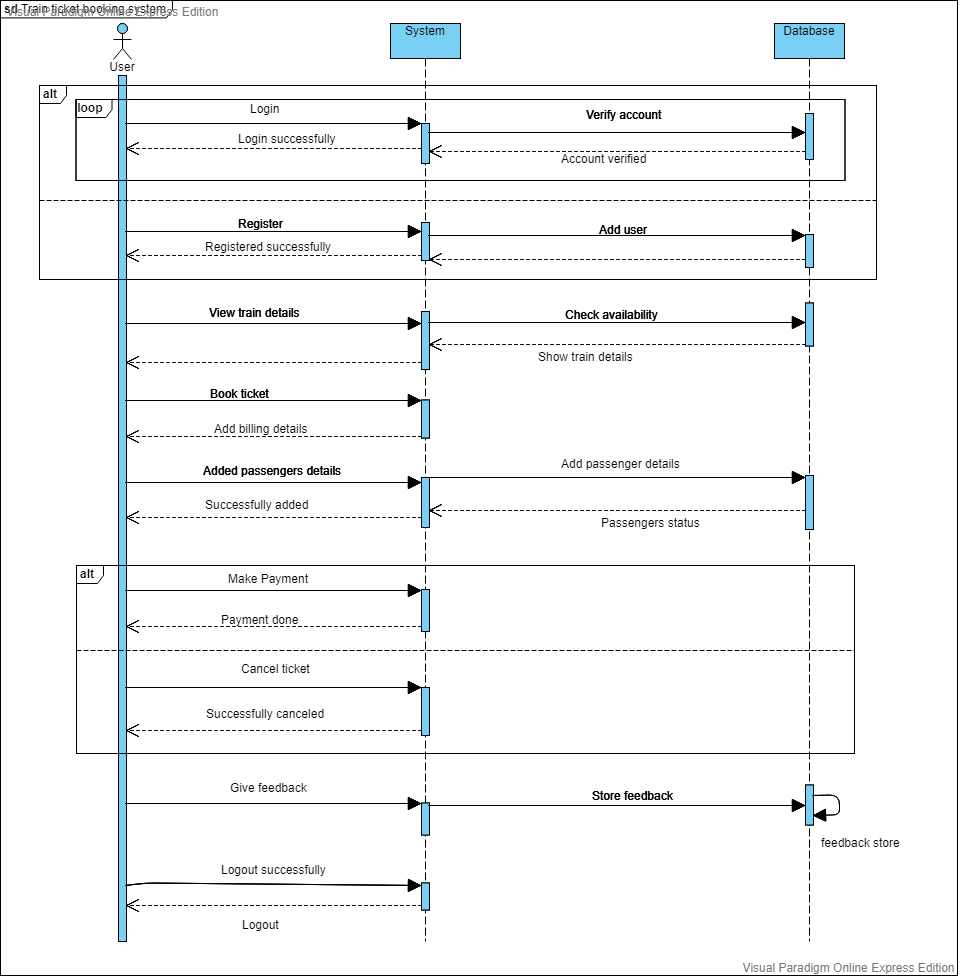 sd Train ticket booking system
Visual Paradigm Online Express Edition
User
System
Database
alt
loop
Login
Verify account
Login successfully
Account verified
Register
Add user
Registered successfully
View train details
Check availability
Show train details
Book ticket
Add billing details
Added passengers details
Add passenger details
Successfully added
Passengers status
alt
Make Payment
Payment done
Cancel ticket
Successfully canceled
Give feedback
Store feedback
feedback store
Logout successfully
Logout
Visual Paradigm Online Express Edition